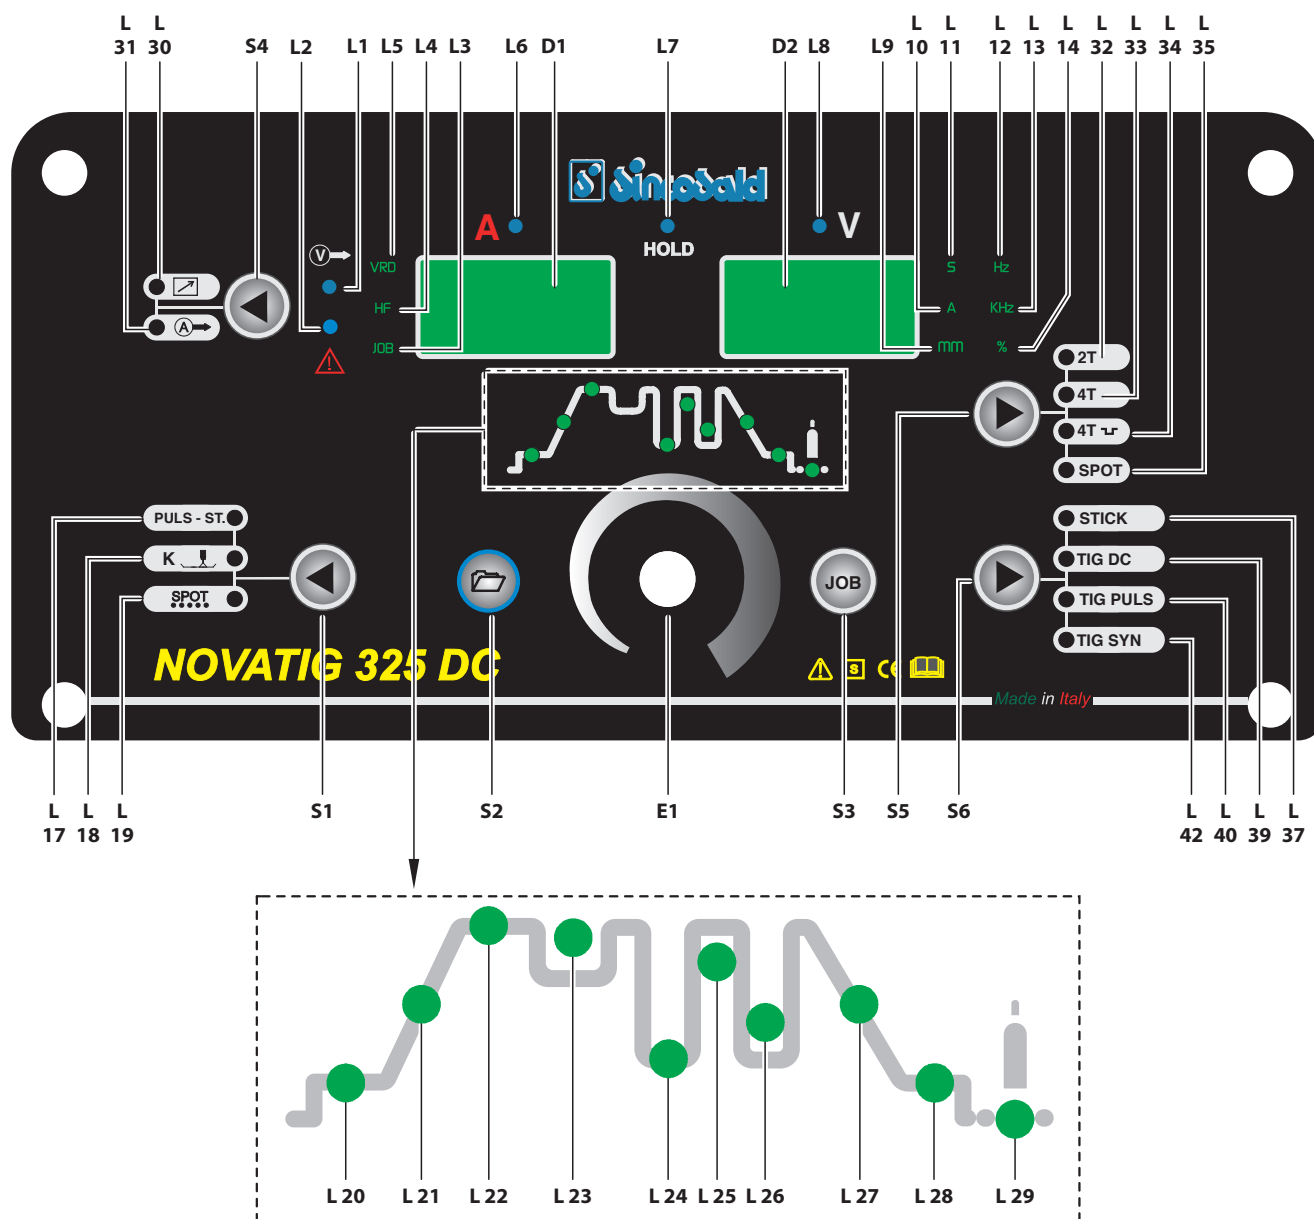 L 31
L 30
S4
L2
L1
L5
L4
L3
L6
D1
L7
D2
L8
L9
L 10
L 11
L 12
L 13
L 14
L 32
L 33
L 34
L 35
S Sincosald
A
V
HOLD
V
VRD
HF
JOB
A
S
Hz
A
KHz
mm
%
2T
4T
4T
SPOT
PULS - ST.
K
SPOT
JOB
STICK
TIG DC
TIG PULS
TIG SYN
NOVATIG 325 DC
S
CE
Made in Italy
L 17
L 18
L 19
S1
S2
E1
S3
S5
S6
L 42
L 40
L 39
L 37
L 20
L 21
L 22
L 23
L 24
L 25
L 26
L 27
L 28
L 29